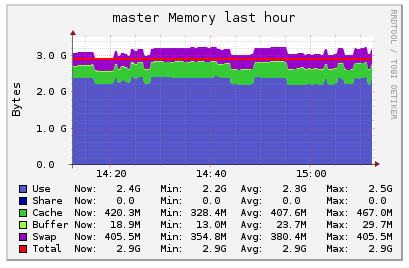 master Memory last hour
RRDTOOL / TOBI OETIKER
Bytes
3.0 G
2.0 G
1.0 G
0.0
14:20 14:40 15:00
Use Now: 2.4G Min: 2.2G Avg: 2.3G Max: 2.5G
Share Now: 0.0 Min: 0.0 Avg: 0.0 Max: 0.0
Cache Now: 420.3M Min: 328.4M Avg: 407.6M Max: 467.0M
Buffer Now: 18.9M Min: 13.0M Avg: 23.7M Max: 29.7M
Swap Now: 405.5M Min: 354.8M Avg: 380.4M Max: 405.5M
Total Now: 2.9G Min: 2.9G Avg: 2.9G Max: 2.9G